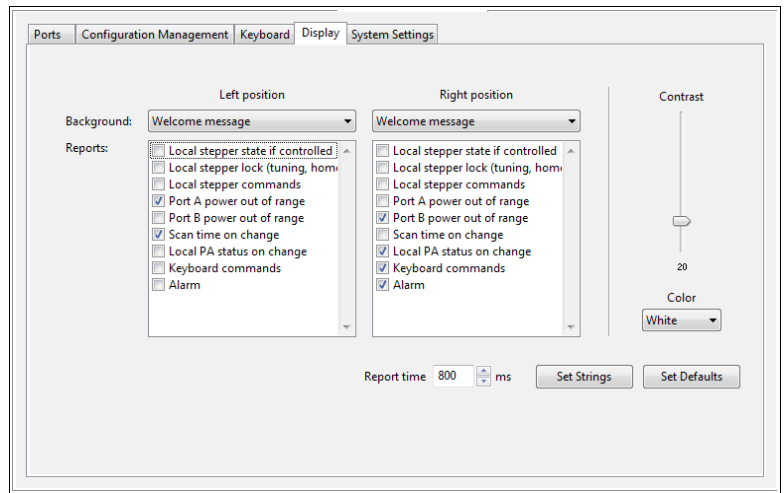 Ports Configuration Management Keyboard Display System Settings
Left position Right position Contrast
Background: Welcome message Welcome message
Reports:
Local stepper state if controlled Local stepper state if controlled
Local stepper lock (tuning, Local stepper lock (tuning,
Local stepper commands Local stepper commands
Port A power out of range Port A power out of range
Port B power out of range Port B power out of range
Scan time on change Scan time on change
Local PA status on change Local PA status on change
Keyboard commands Keyboard commands
Alarm Alarm
20
Color
White
Report time 800 ms Set Strings Set Defaults